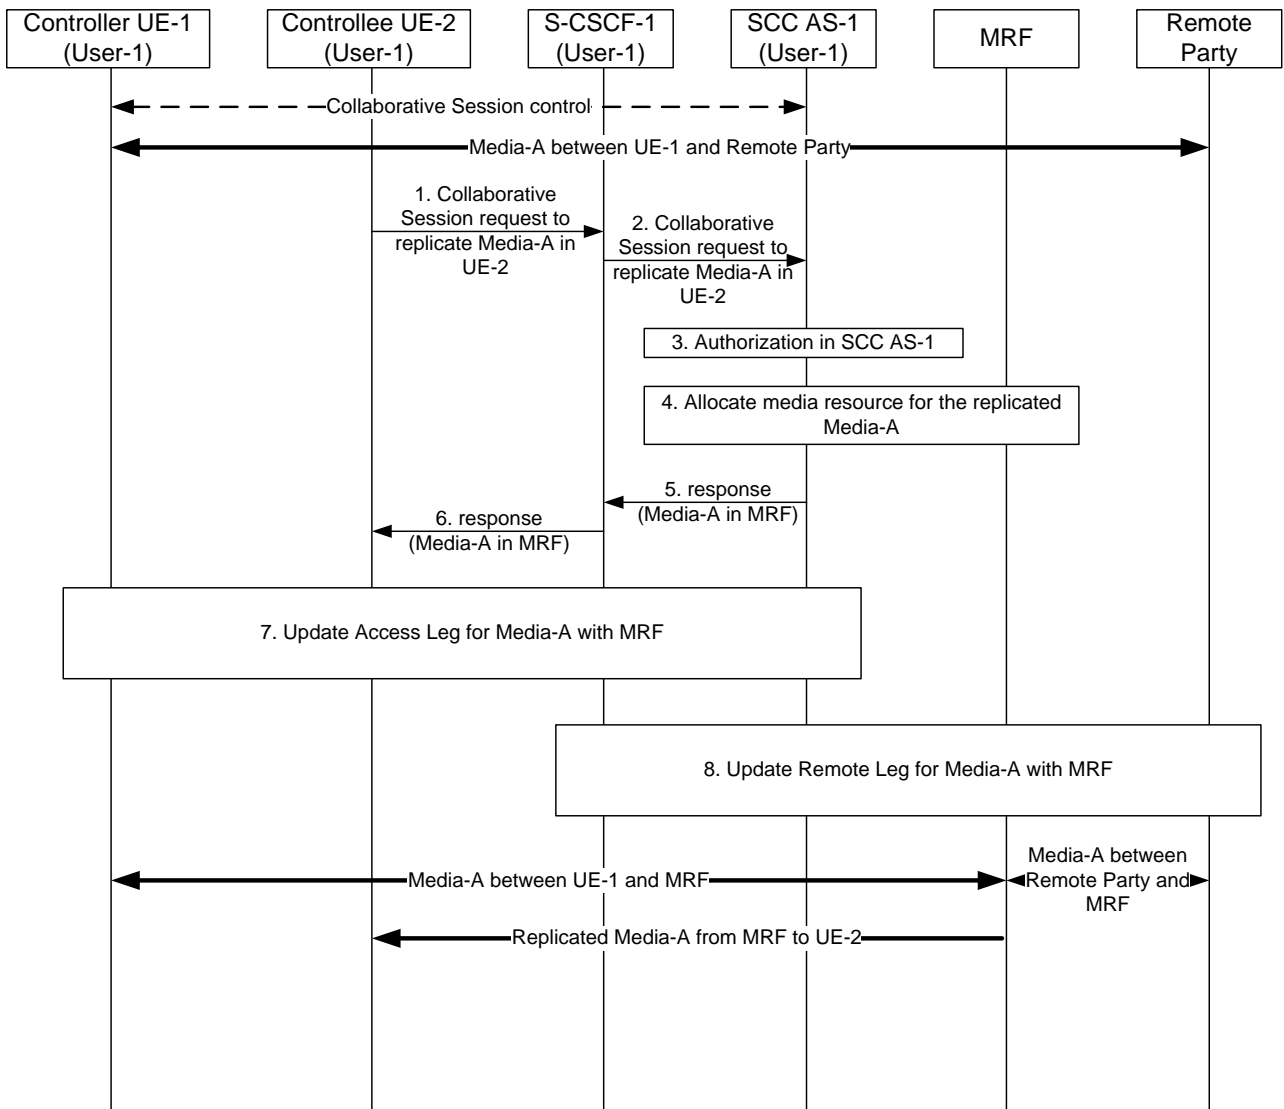 Controller UE-1
(User-1)
Controllee UE-2
(User-1)
S-CSCF-1
(User-1)
SCC AS-1
(User-1)
MRF
Remote
Party
Collaborative Session control
Media-A between UE-1 and Remote Party
1. Collaborative
Session request to
replicate Media-A in
UE-2
2. Collaborative
Session request to
replicate Media-A in
UE-2
3. Authorization in SCC AS-1
4. Allocate media resource for the replicated
Media-A
5. response
(Media-A in MRF)
6. response
(Media-A in MRF)
7. Update Access Leg for Media-A with MRF
8. Update Remote Leg for Media-A with MRF
Media-A between UE-1 and MRF
Media-A between
Remote Party and
MRF
Replicated Media-A from MRF to UE-2